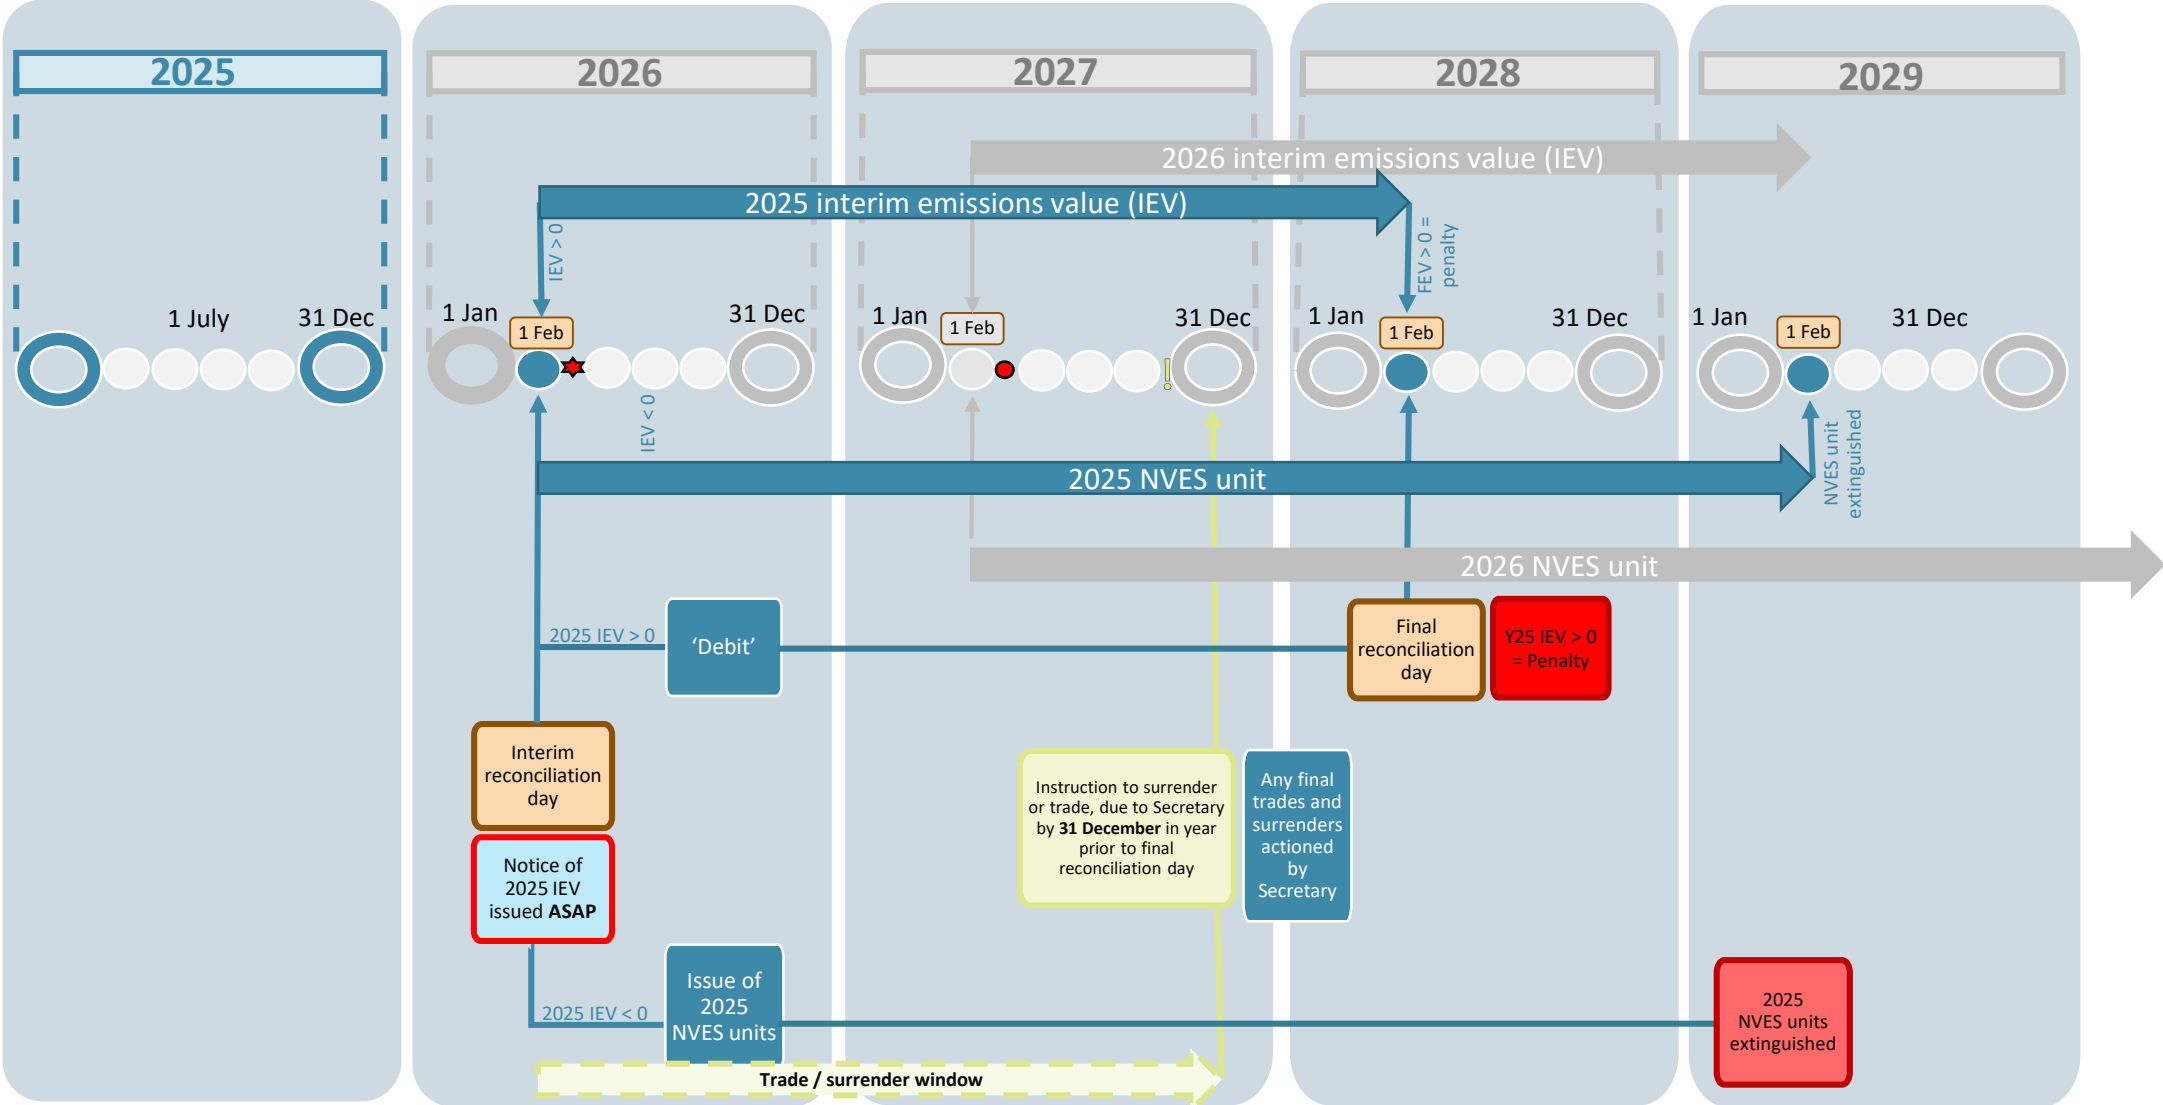 2025
2026
2027
2028
2029
2026 interim emissions value (IEV)
2025 interim emissions value (IEV)
IEV > 0
FEV > 0 =
penalty
1 July
31 Dec
1 Jan
1 Feb
31 Dec
1 Jan
1 Feb
31 Dec
1 Jan
1 Feb
31 Dec
1 Jan
1 Feb
31 Dec
!
IEV < 0
NVES unit
extinguished
2025 NVES unit
2026 NVES unit
2025 IEV > 0
‘Debit’
Final
reconciliation
day
Y25 IEV > 0
= Penalty
Interim
reconciliation
day
Notice of
2025 IEV
issued ASAP
Instruction to surrender
or trade, due to Secretary
by 31 December in year
prior to final
reconciliation day
Any final
trades and
surrenders
actioned
by
Secretary
2025 IEV < 0
Issue of
2025
NVES units
2025
NVES units
extinguished
Trade / surrender window